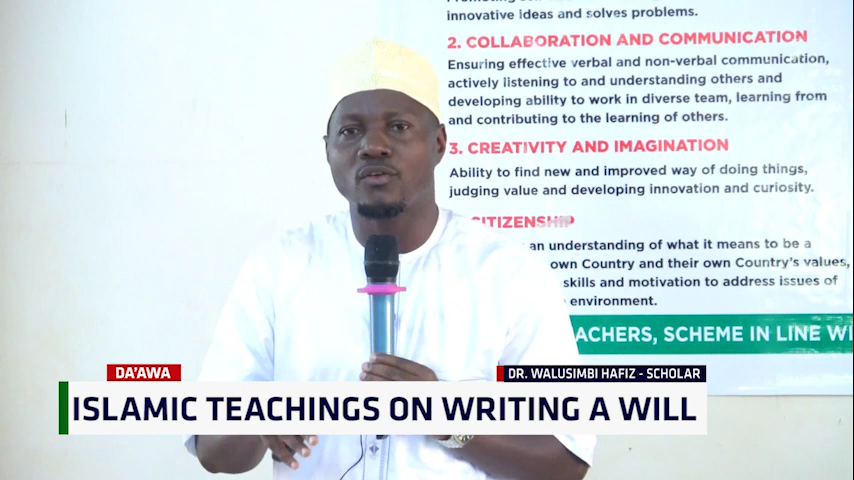 innovative ideas and solves problems.
2. COLLABORATION AND COMMUNICATION
Ensuring effective verbal and non-verbal communication,
actively listening to and understanding others and
developing ability to work in diverse team, learning from
and contributing to the learning of others.
3. CREATIVITY AND IMAGINATION
Ability to find new and improved way of doing things,
judging value and developing innovation and curiosity.
CITIZENSHIP
an understanding of what it means to be a
own Country and their own Country's values,
skills and motivation to address issues of
environment.
ACHERS, SCHEME IN LINE WI
DA'AWA
DR. WALUSIMBI HAFIZ - SCHOLAR
ISLAMIC TEACHINGS ON WRITING A WILL